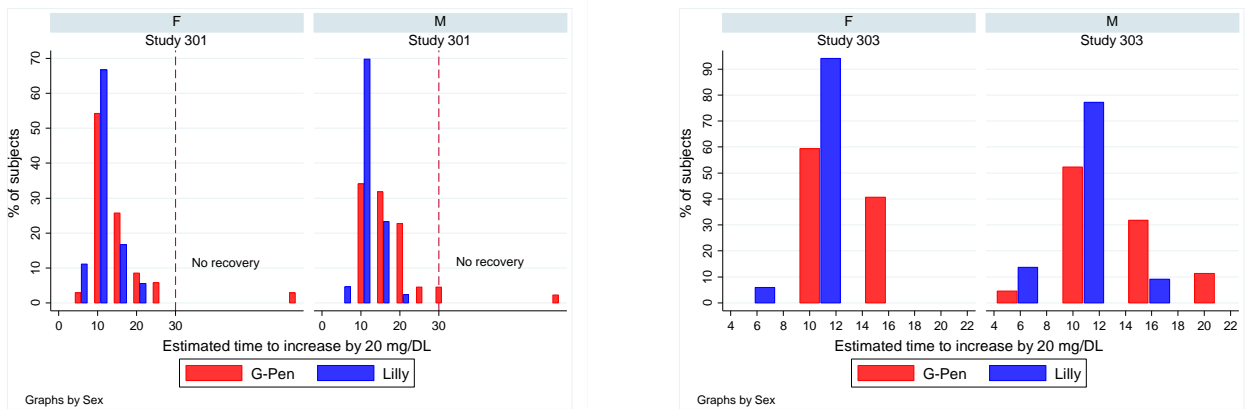 F
M
Study 301
Study 301
% of subjects
0 10 20 30 40 50 60 70
No recovery
No recovery
0 10 20 30
0 10 20 30
Estimated time to increase by 20 mg/DL
G-Pen
Lilly
Graphs by Sex
F
M
Study 303
Study 303
% of subjects
0 10 20 30 40 50 60 70 80 90
4 6 8 10 12 14 16 18 20 22
4 6 8 10 12 14 16 18 20 22
Estimated time to increase by 20 mg/DL
G-Pen
Lilly
Graphs by Sex